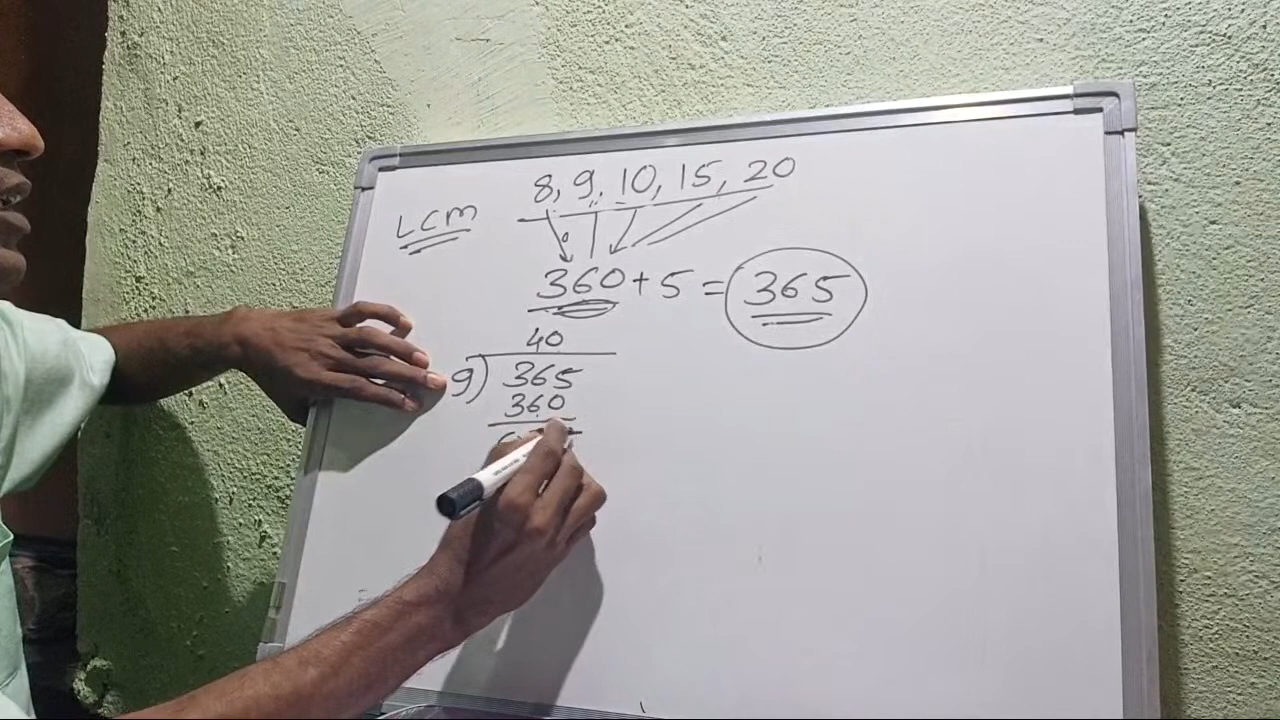 8, 9, 10, 15, 20
LCM
360 + 5 = 365
40
9) 365
360